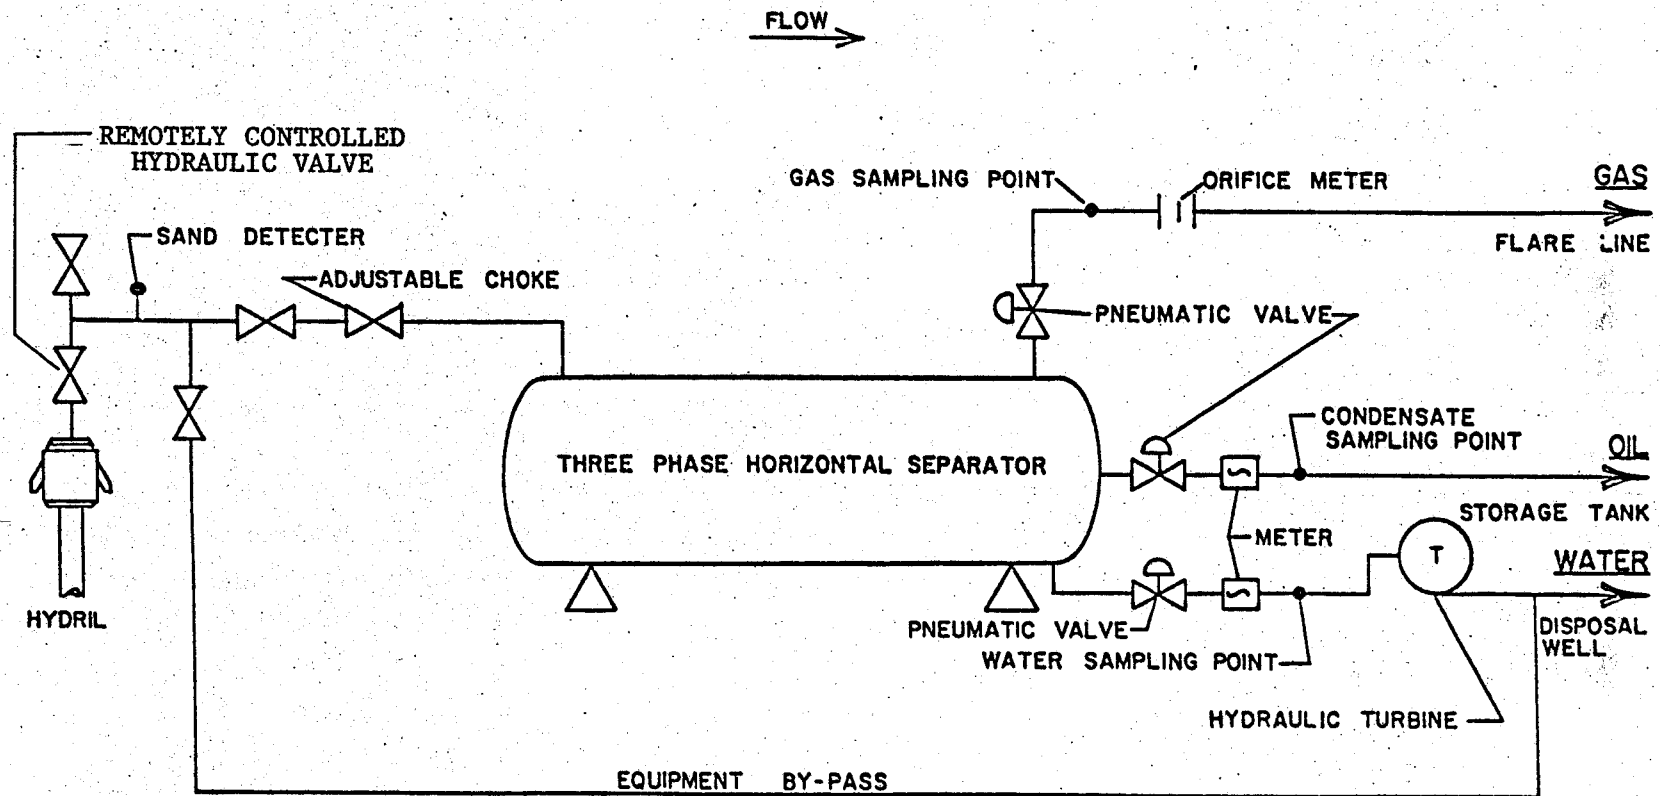 FLOW
REMOTELY CONTROLLED
HYDRAULIC VALVE
GAS SAMPLING POINT
ORIFICE METER
GAS
SAND DETECTER
FLARE LINE
ADJUSTABLE CHOKE
PNEUMATIC VALVE
CONDENSATE
SAMPLING POINT
OIL
THREE PHASE HORIZONTAL SEPARATOR
STORAGE TANK
METER
T
WATER
HYDRIL
PNEUMATIC VALVE
DISPOSAL
WELL
WATER SAMPLING POINT
HYDRAULIC TURBINE
EQUIPMENT BY-PASS